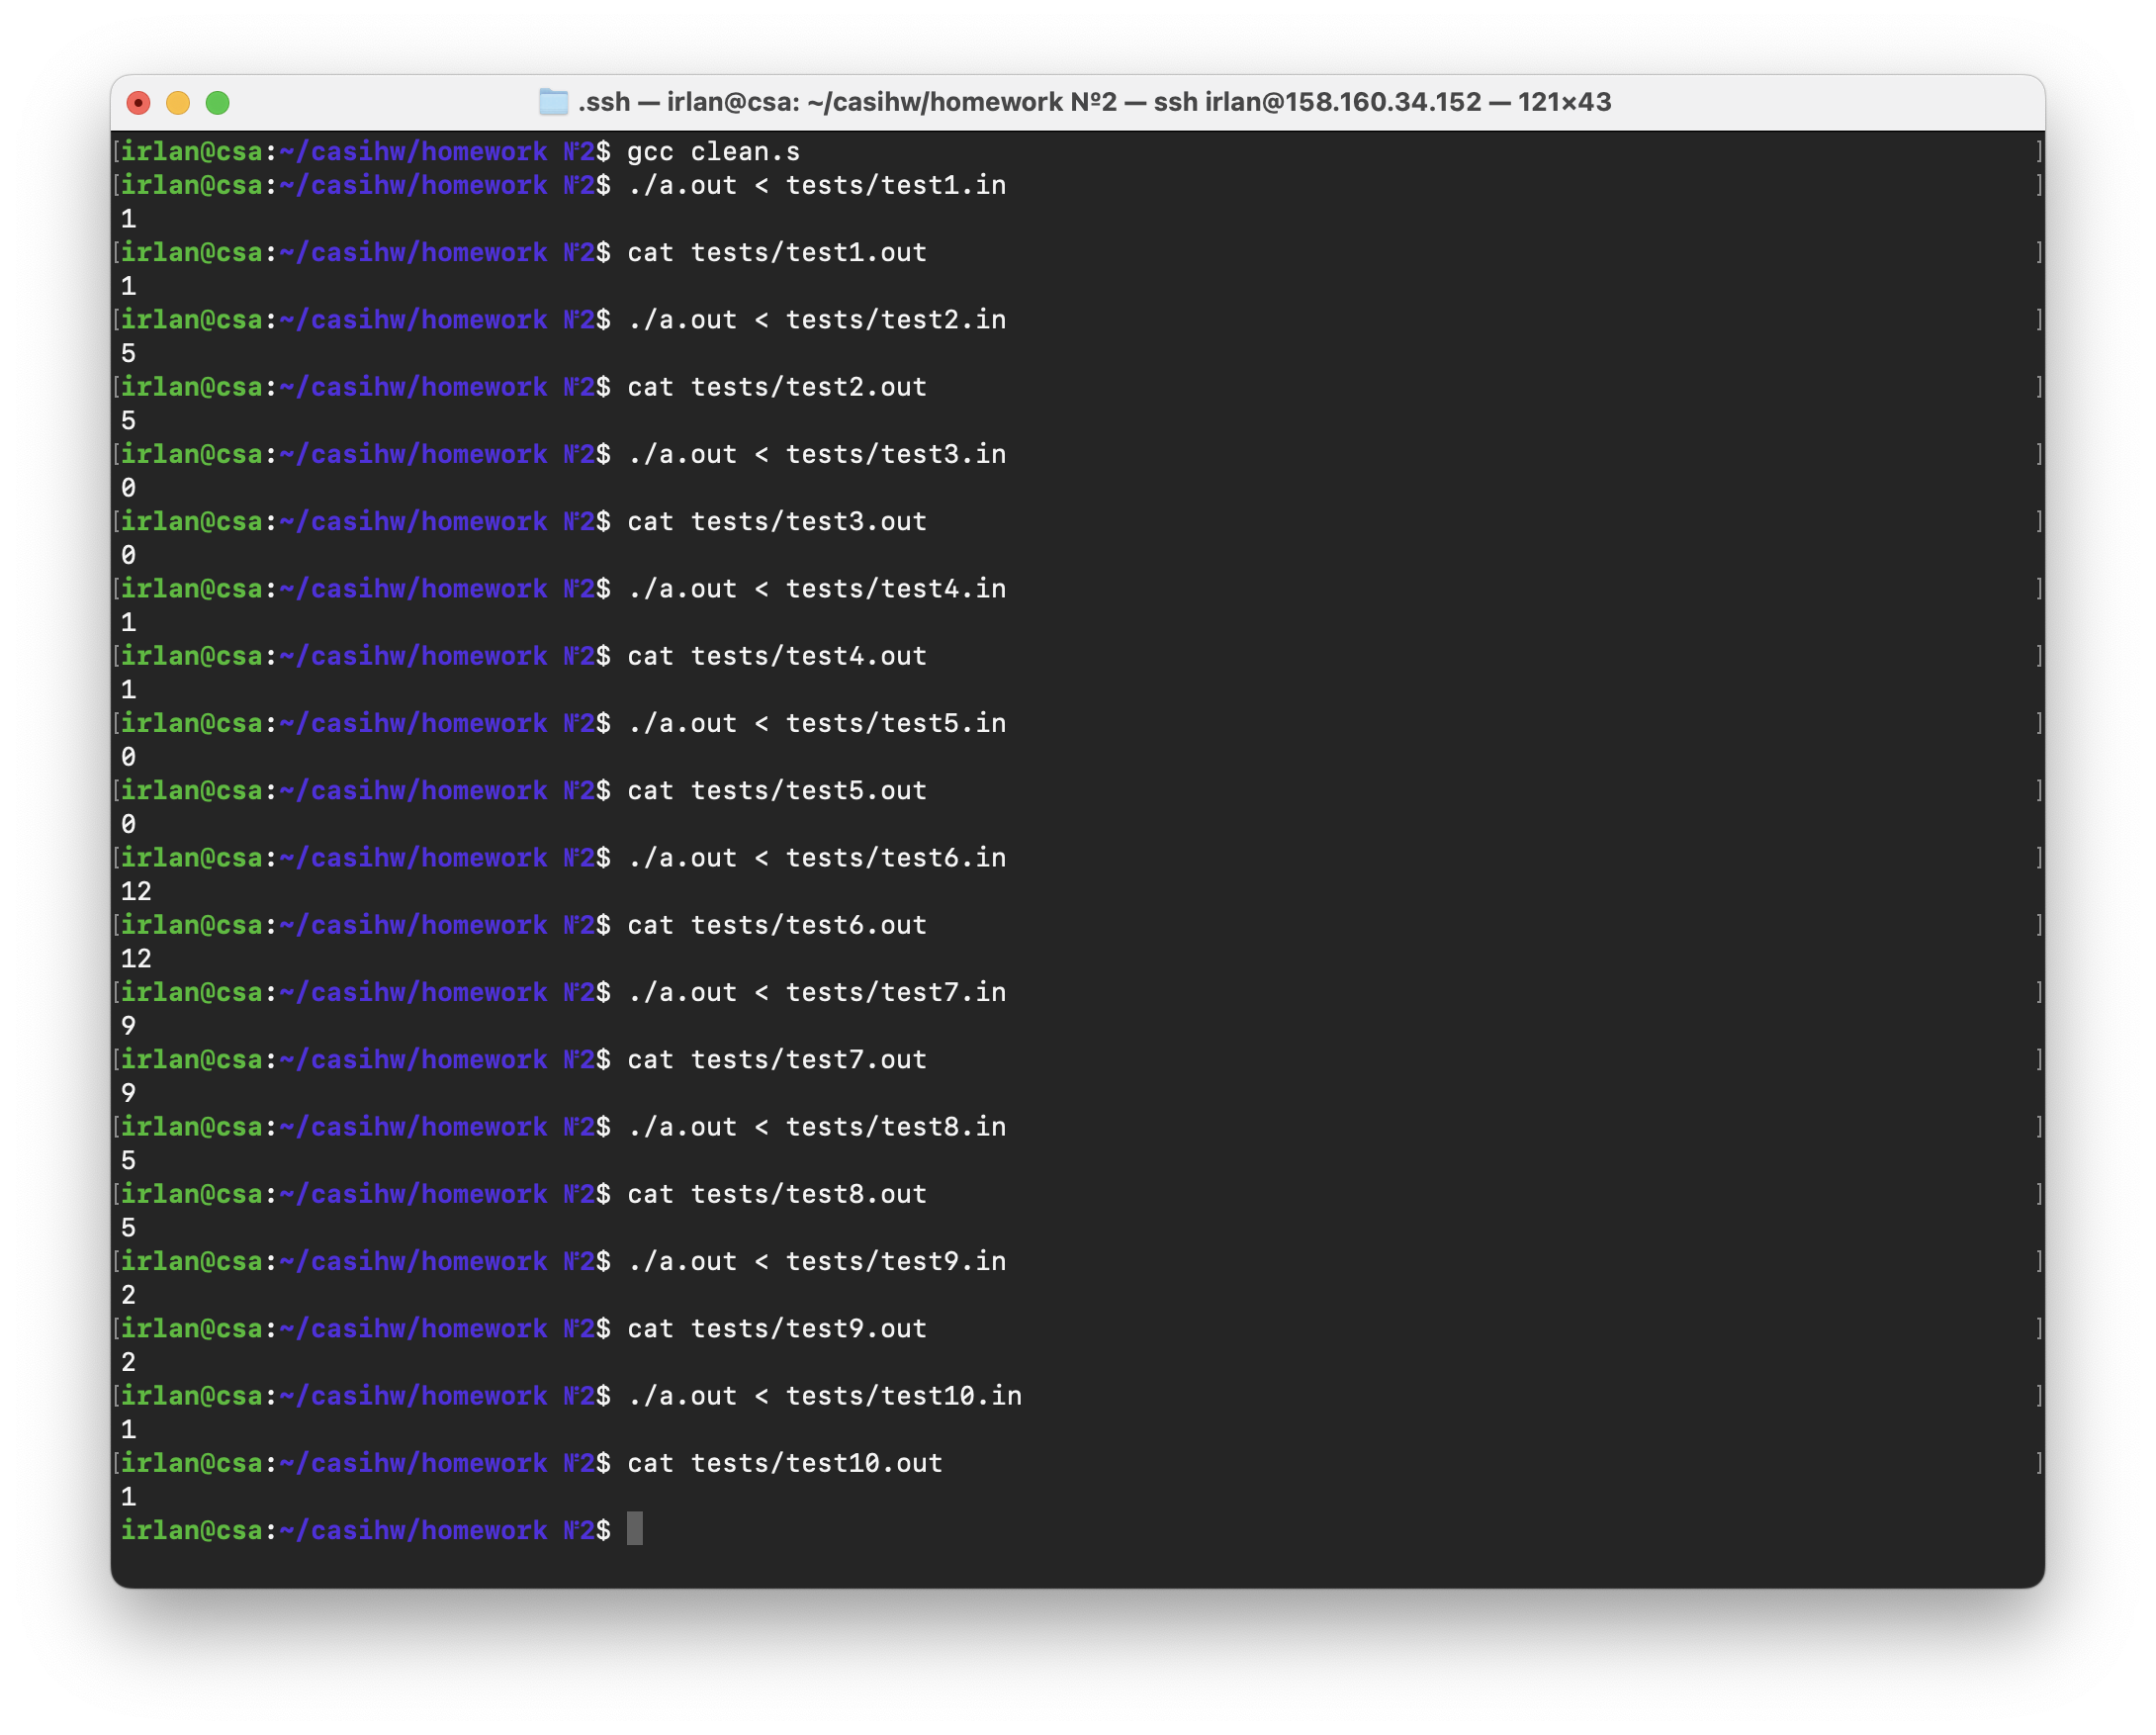 .ssh — irlan@csa: ~/casihw/homework №2 — ssh irlan@158.160.34.152 — 121×43
[irlan@csa:~/casihw/homework №2$ gcc clean.s ]
[irlan@csa:~/casihw/homework №2$ ./a.out < tests/test1.in ]
1
[irlan@csa:~/casihw/homework №2$ cat tests/test1.out ]
1
[irlan@csa:~/casihw/homework №2$ ./a.out < tests/test2.in ]
5
[irlan@csa:~/casihw/homework №2$ cat tests/test2.out ]
5
[irlan@csa:~/casihw/homework №2$ ./a.out < tests/test3.in ]
0
[irlan@csa:~/casihw/homework №2$ cat tests/test3.out ]
0
[irlan@csa:~/casihw/homework №2$ ./a.out < tests/test4.in ]
1
[irlan@csa:~/casihw/homework №2$ cat tests/test4.out ]
1
[irlan@csa:~/casihw/homework №2$ ./a.out < tests/test5.in ]
0
[irlan@csa:~/casihw/homework №2$ cat tests/test5.out ]
0
[irlan@csa:~/casihw/homework №2$ ./a.out < tests/test6.in ]
12
[irlan@csa:~/casihw/homework №2$ cat tests/test6.out ]
12
[irlan@csa:~/casihw/homework №2$ ./a.out < tests/test7.in ]
9
[irlan@csa:~/casihw/homework №2$ cat tests/test7.out ]
9
[irlan@csa:~/casihw/homework №2$ ./a.out < tests/test8.in ]
5
[irlan@csa:~/casihw/homework №2$ cat tests/test8.out ]
5
[irlan@csa:~/casihw/homework №2$ ./a.out < tests/test9.in ]
2
[irlan@csa:~/casihw/homework №2$ cat tests/test9.out ]
2
[irlan@csa:~/casihw/homework №2$ ./a.out < tests/test10.in ]
1
[irlan@csa:~/casihw/homework №2$ cat tests/test10.out ]
1
irlan@csa:~/casihw/homework №2$